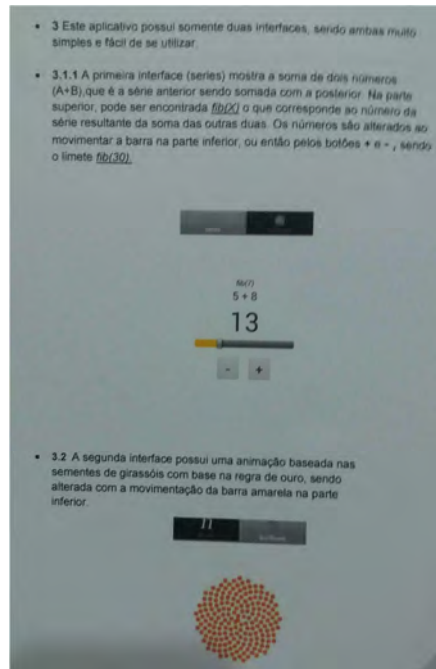 3 Este aplicativo possui somente duas interfaces, sendo ambas muito
simples e fácil de se utilizar.
3.1.1 A primeira interface (series) mostra a soma de dois números
(A+B),que é a série anterior sendo somada com a posterior. Na parte
superior, pode ser encontrada fib(X) o que corresponde ao número da
série resultante da soma das outras duas. Os números são alterados ao
movimentar a barra na parte inferior, ou então pelos botões + e - , sendo
o limete fib(30).
fib(7)
5 + 8
13
- +
3.2 A segunda interface possui uma animação baseada nas
sementes de girassóis com base na regra de ouro, sendo
alterada com a movimentação da barra amarela na parte
inferior.